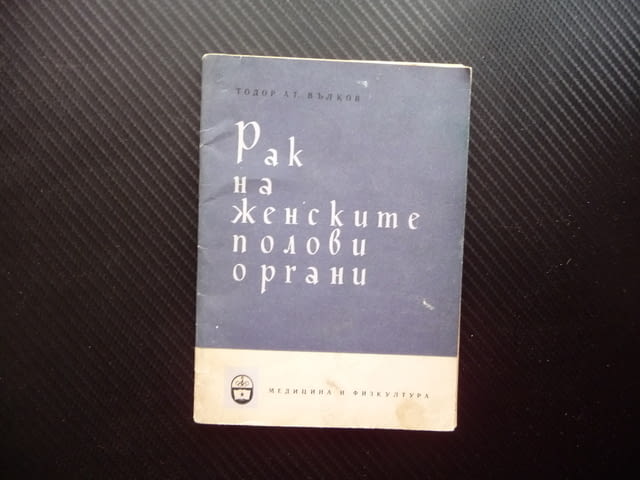 ТОДОР АТ. ВЪЛКОВ
Рак
на
женските
полови
органи
МЕДИЦИНА И ФИЗКУЛТУРА